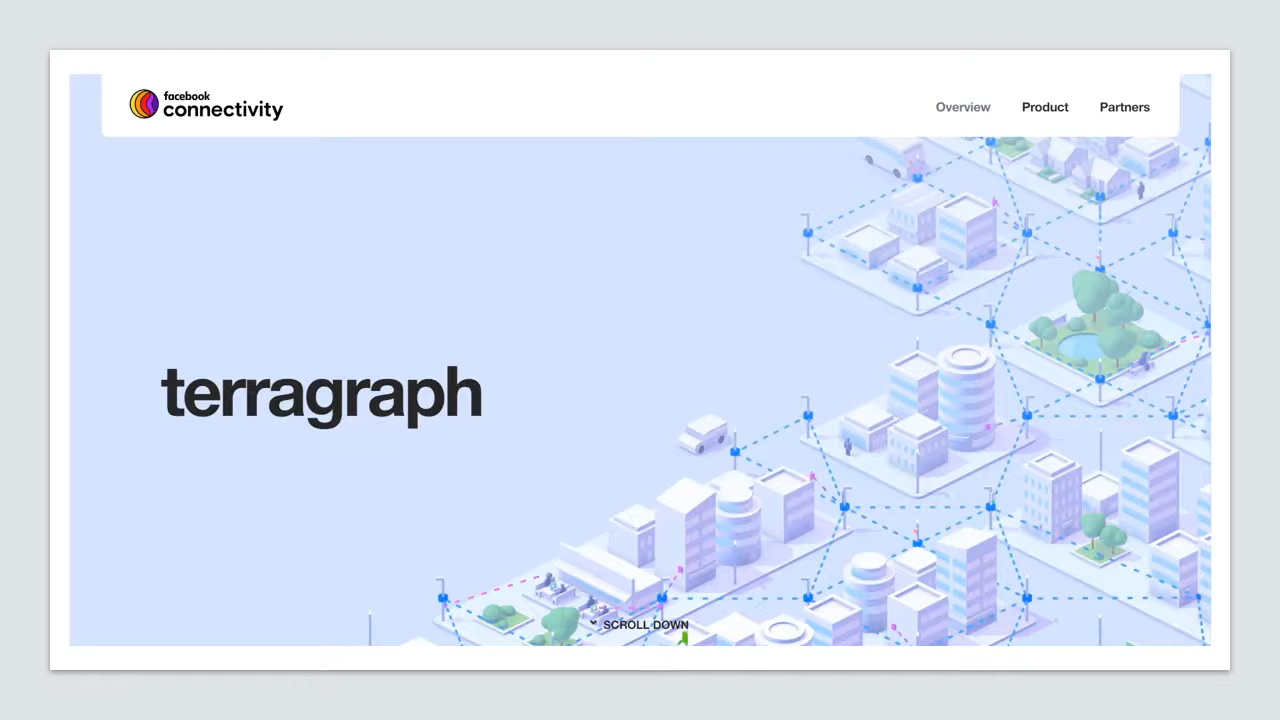 facebook
connectivity
Overview Product Partners
terragraph
SCROLL DOWN